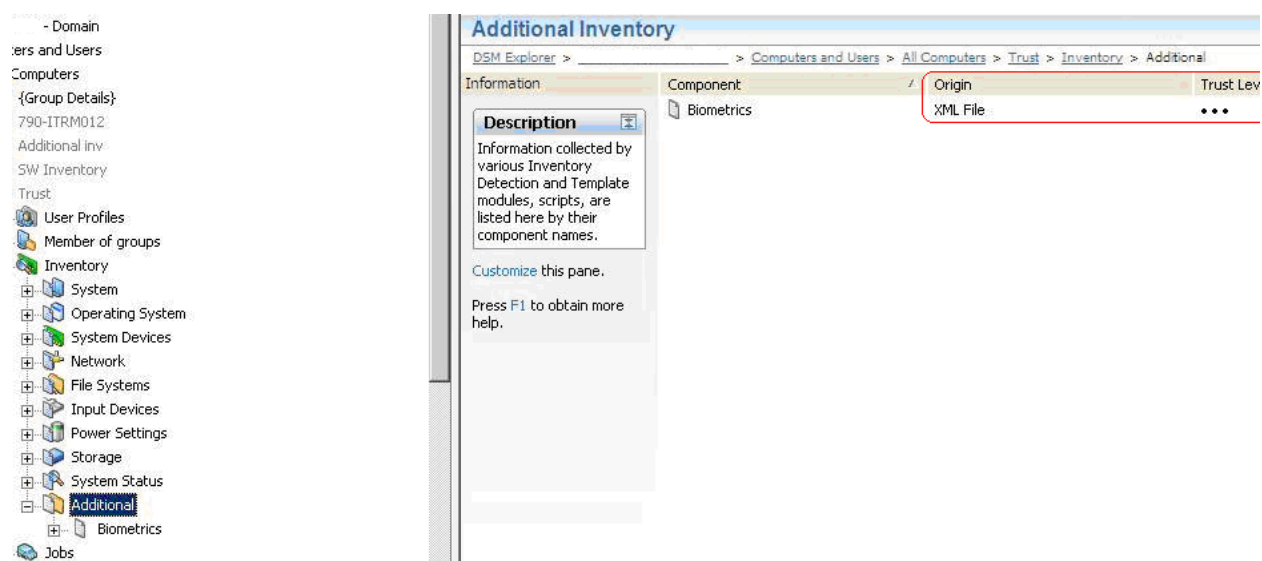 - Domain
ers and Users
Computers
{Group Details}
790-ITRM012
Additional inv
SW Inventory
Trust
User Profiles
Member of groups
Inventory
System
Operating System
System Devices
Network
File Systems
Input Devices
Power Settings
Storage
System Status
Additional
Biometrics
Jobs
Additional Inventory
DSM Explorer > > Computers and Users > All Computers > Trust > Inventory > Additional
Information
Description
Information collected by
various Inventory
Detection and Template
modules, scripts, are
listed here by their
component names.
Customize this pane.
Press F1 to obtain more
help.
Component Origin Trust Lev
Biometrics XML File •••